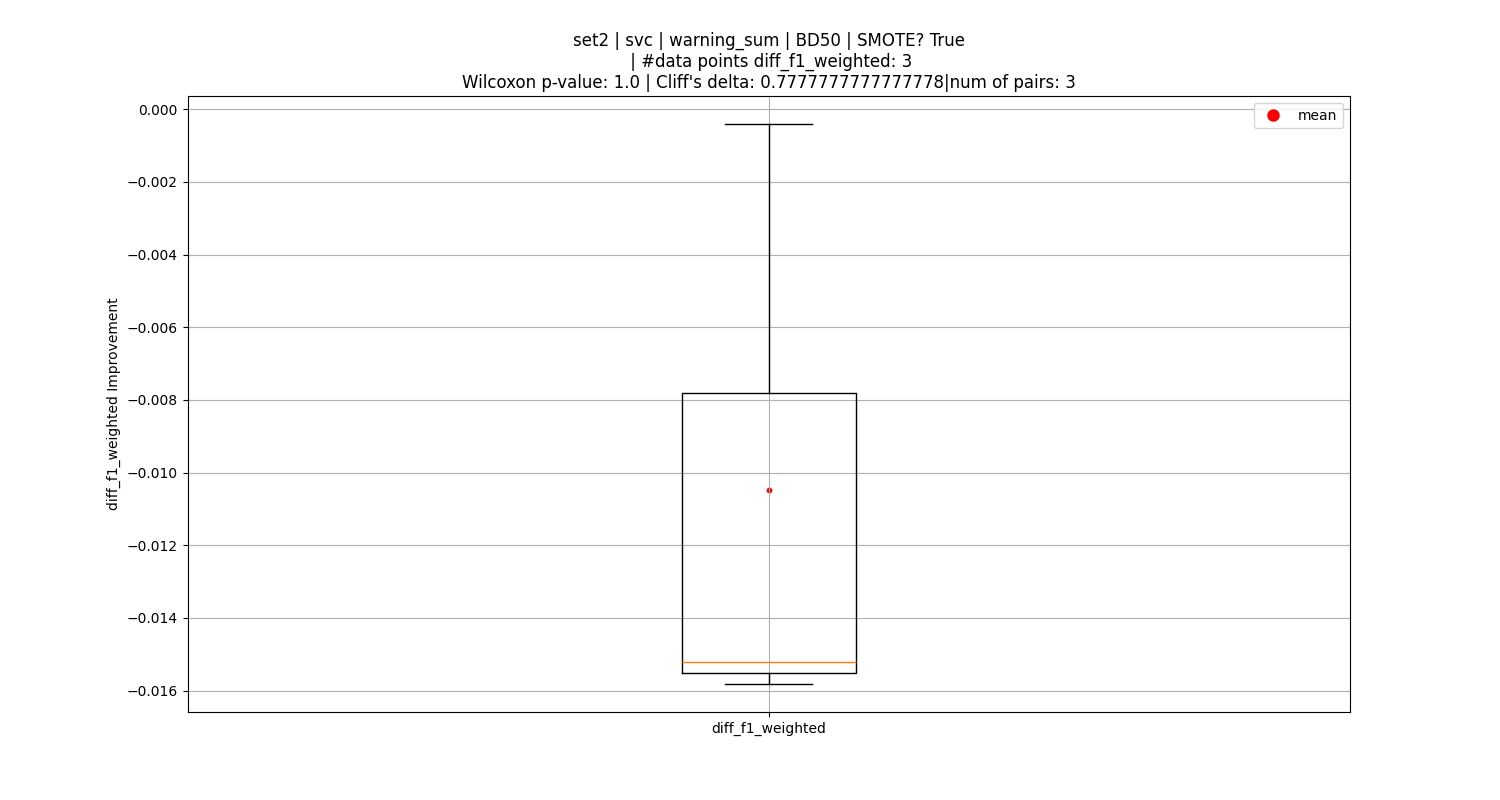 set2 | svc | warning_sum | BD50 | SMOTE? True
| #data points diff_f1_weighted: 3
Wilcoxon p-value: 1.0 | Cliff's delta: 0.7777777777777778|num of pairs: 3
mean
0.000
−0.002
−0.004
−0.006
−0.008
−0.010
−0.012
−0.014
−0.016
diff_f1_weighted Improvement
diff_f1_weighted